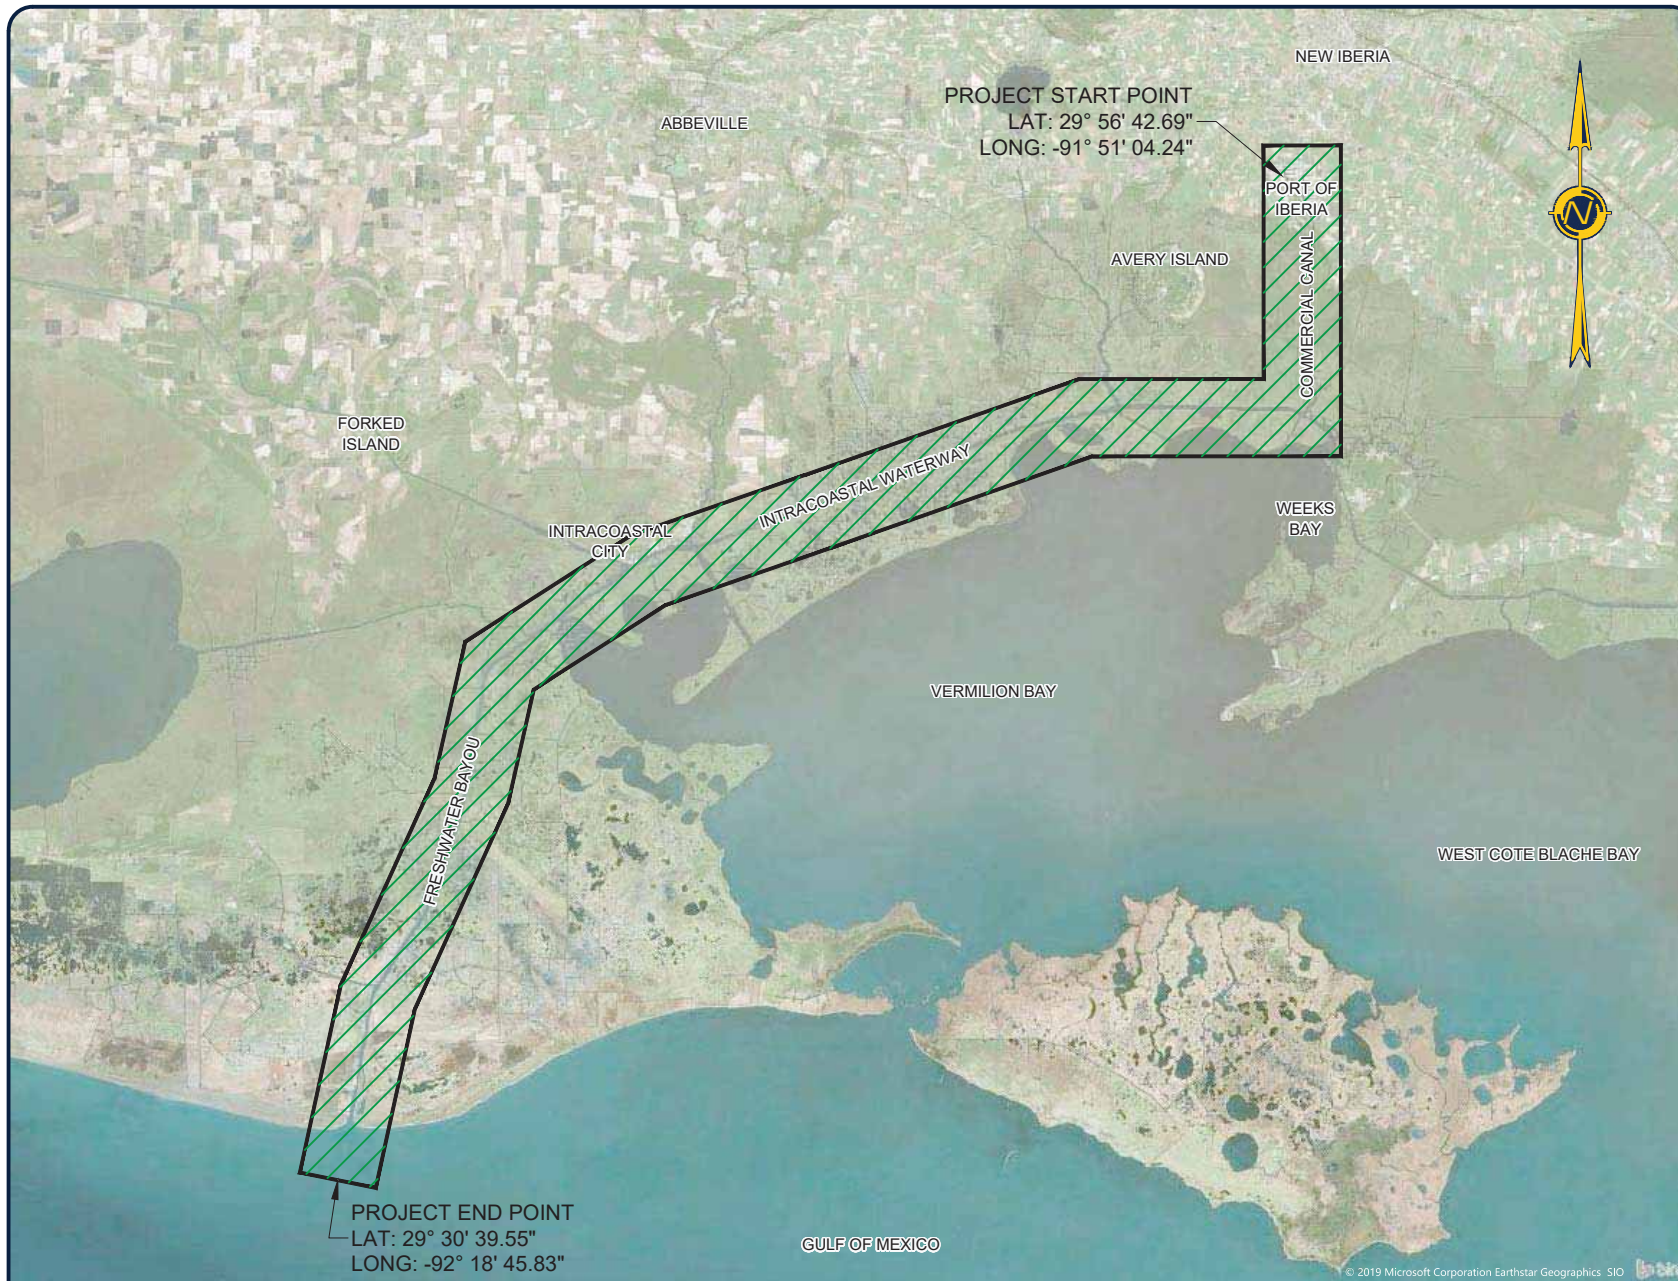 NEW IBERIA
PROJECT START POINT
LAT: 29° 56' 42.69"
LONG: -91° 51' 04.24"
ABBEVILLE
PORT OF
IBERIA
N
AVERY ISLAND
COMMERCIAL CANAL
FORKED
ISLAND
INTRACOASTAL WATERWAY
WEEKS
BAY
INTRACOASTAL
CITY
VERMILION BAY
FRESHWATER BAYOU
WEST COTE BLACHE BAY
PROJECT END POINT
LAT: 29° 30' 39.55"
LONG: -92° 18' 45.83"
GULF OF MEXICO
© 2019 Microsoft Corporation Earthstar Geographics SIO